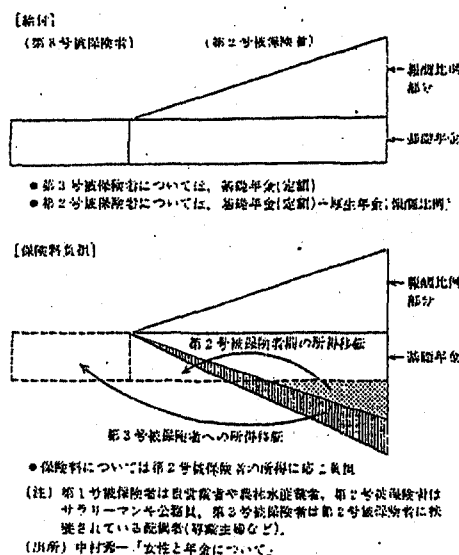 [給付]
(第3号被保険者) (第2号被保険者)
報酬比例
部分
基礎年金
●第3号被保険者については、基礎年金(定額)
●第2号被保険者については、基礎年金(定額)+厚生年金(報酬比例)
[保険料負担]
報酬比例
部分
第2号被保険者間の所得移転
基礎年金
第3号被保険者への所得移転
●保険料については第2号被保険者の所得に応じ負担
(注) 第1号被保険者は自営業者や農林水産業者、第2号被保険者は
サラリーマンや公務員、第3号被保険者は第2号被保険者に扶
養されている配偶者(専業主婦など)。
(出所) 中村秀一「女性と年金について」